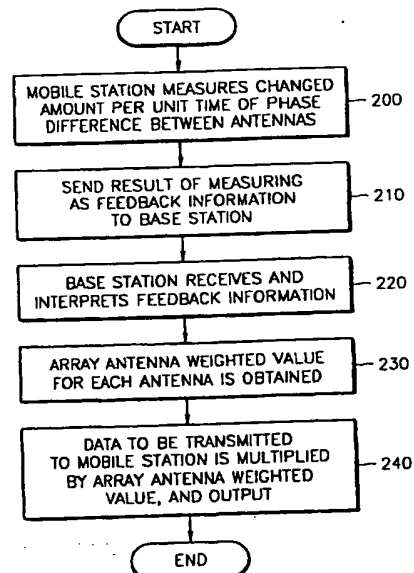 START
MOBILE STATION MEASURES CHANGED
AMOUNT PER UNIT TIME OF PHASE
DIFFERENCE BETWEEN ANTENNAS
200
SEND RESULT OF MEASURING
AS FEEDBACK INFORMATION
TO BASE STATION
210
BASE STATION RECEIVES AND
INTERPRETS FEEDBACK INFORMATION
220
ARRAY ANTENNA WEIGHTED VALUE
FOR EACH ANTENNA IS OBTAINED
230
DATA TO BE TRANSMITTED
TO MOBILE STATION IS MULTIPLIED
BY ARRAY ANTENNA WEIGHTED
VALUE, AND OUTPUT
240
END